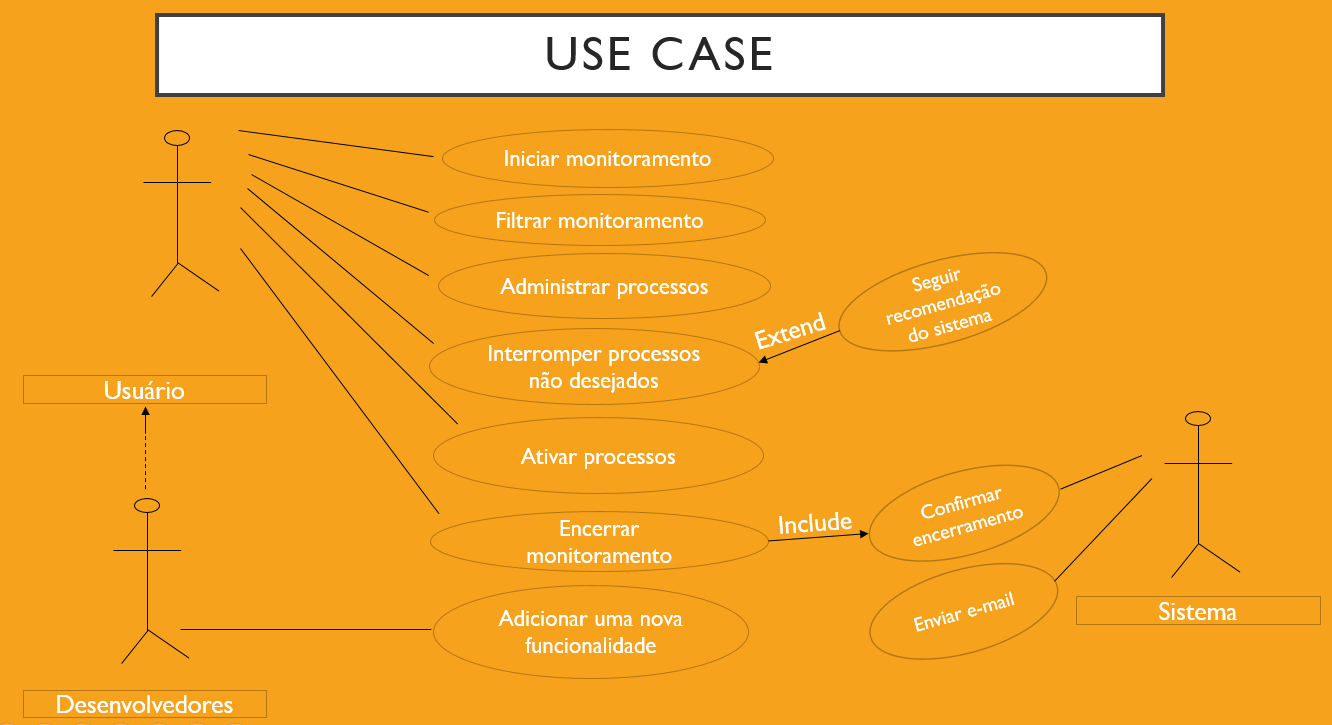 USE CASE
Iniciar monitoramento
Filtrar monitoramento
Administrar processos
Seguir
recomendação
do sistema
Extend
Interromper processos
não desejados
Usuário
Ativar processos
Confirmar
encerramento
Include
Encerrar
monitoramento
Enviar e-mail
Sistema
Adicionar uma nova
funcionalidade
Desenvolvedores